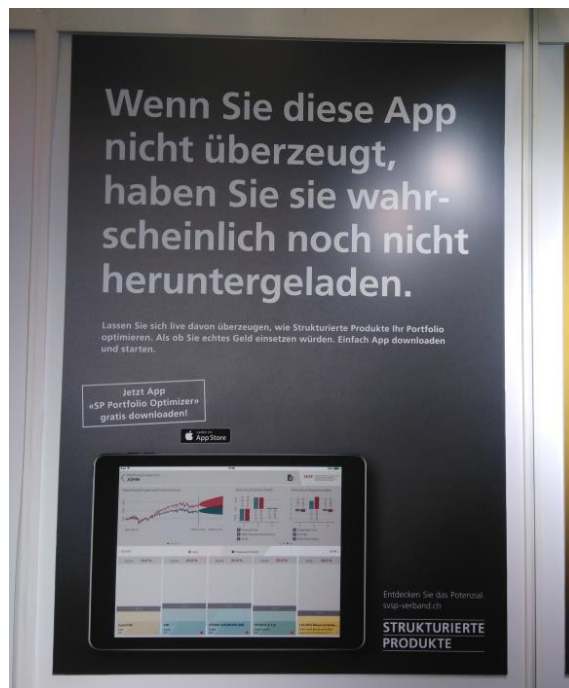 Wenn Sie diese App
nicht überzeugt,
haben Sie sie wahr-
scheinlich noch nicht
heruntergeladen.
Lassen Sie sich live davon überzeugen, wie Strukturierte Produkte Ihr Portfolio
optimieren. Als ob Sie echtes Geld einsetzen würden. Einfach App downloaden
und starten.
Jetzt App
«SP Portfolio Optimizer»
gratis downloaden!
App Store
JOHN
Entdecken Sie das Potenzial.
svsp-verband.ch
STRUKTURIERTE
PRODUKTE